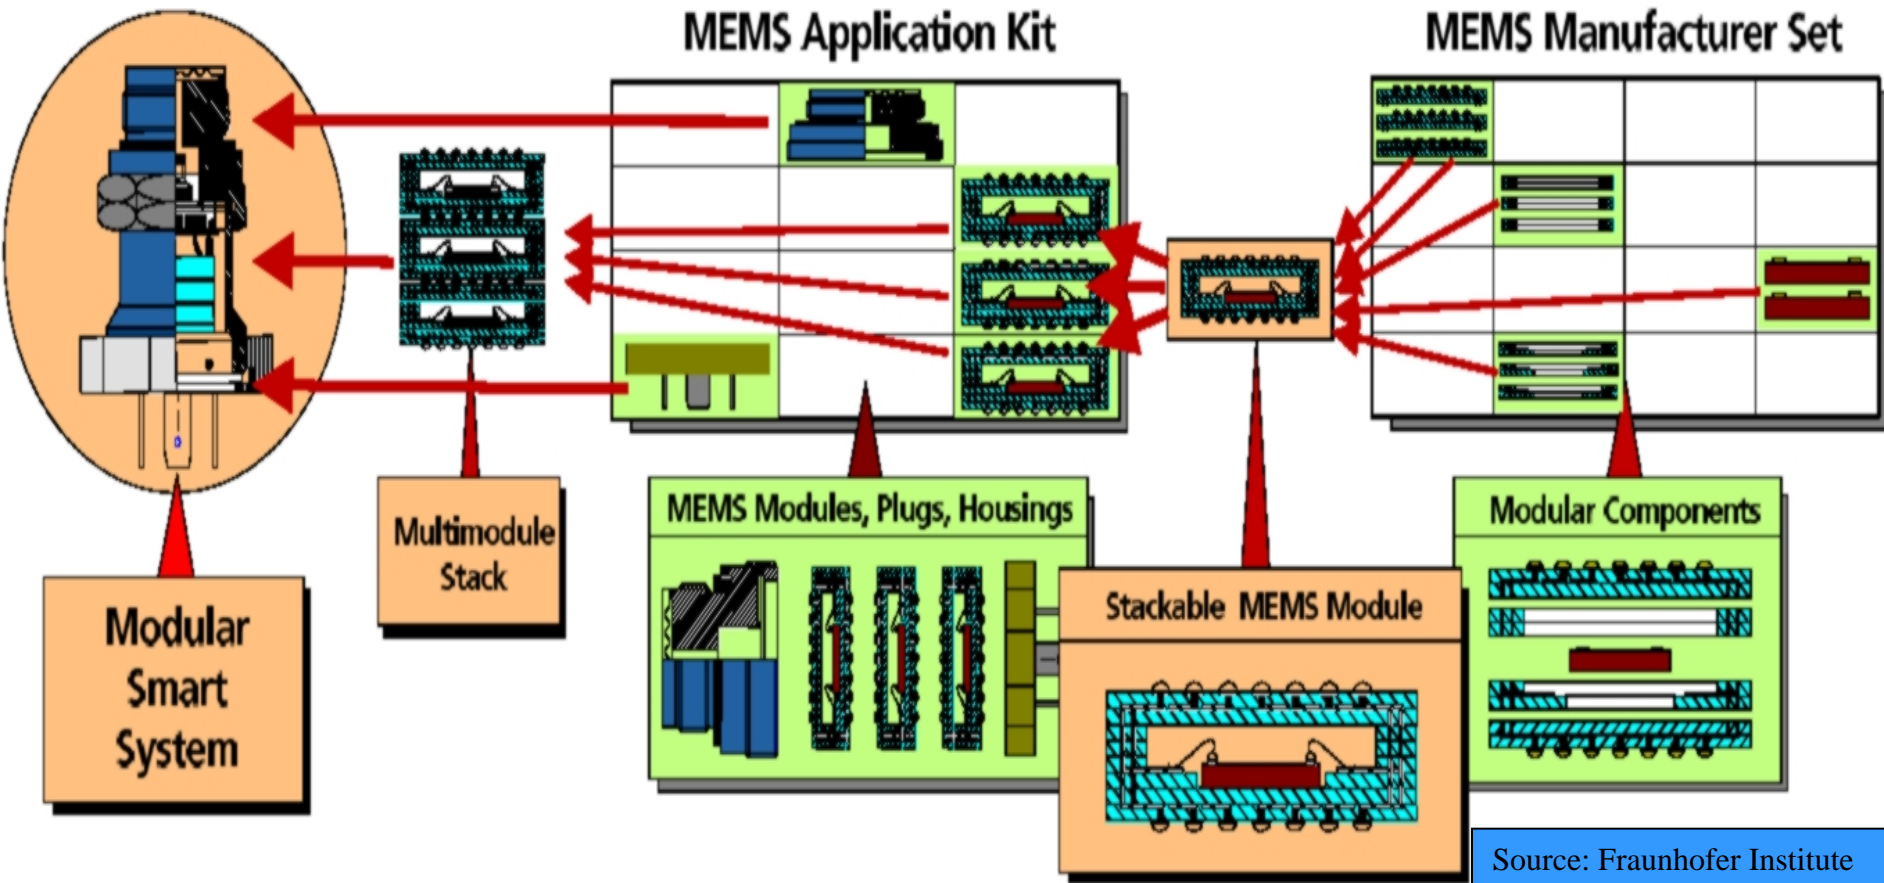 MEMS Application Kit
MEMS Manufacturer Set
Multimodule
Stack
MEMS Modules, Plugs, Housings
Modular Components
Modular
Smart
System
Stackable MEMS Module
Source: Fraunhofer Institute